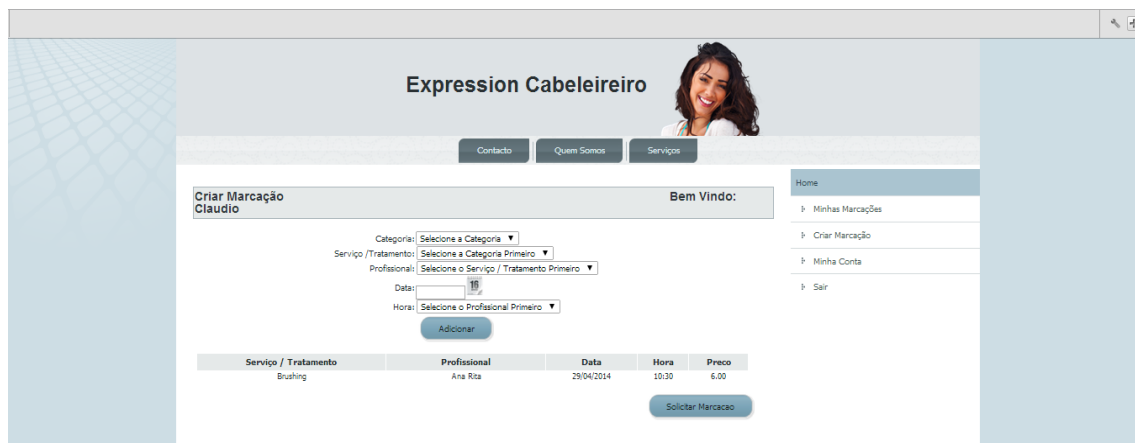 Expression Cabeleireiro
Contacto Quem Somos Serviços
Criar Marcação Bem Vindo:
Claudio
Categoria: Selecione a Categoria
Serviço /Tratamento: Selecione a Categoria Primeiro
Profissional: Selecione o Serviço / Tratamento Primeiro
Data: 16
Hora: Selecione o Profissional Primeiro
Adicionar
Serviço / Tratamento Profissional Data Hora Preco
Brushing Ana Rita 29/04/2014 10:30 6.00
Solicitar Marcacao
Home
Minhas Marcações
Criar Marcação
Minha Conta
Sair